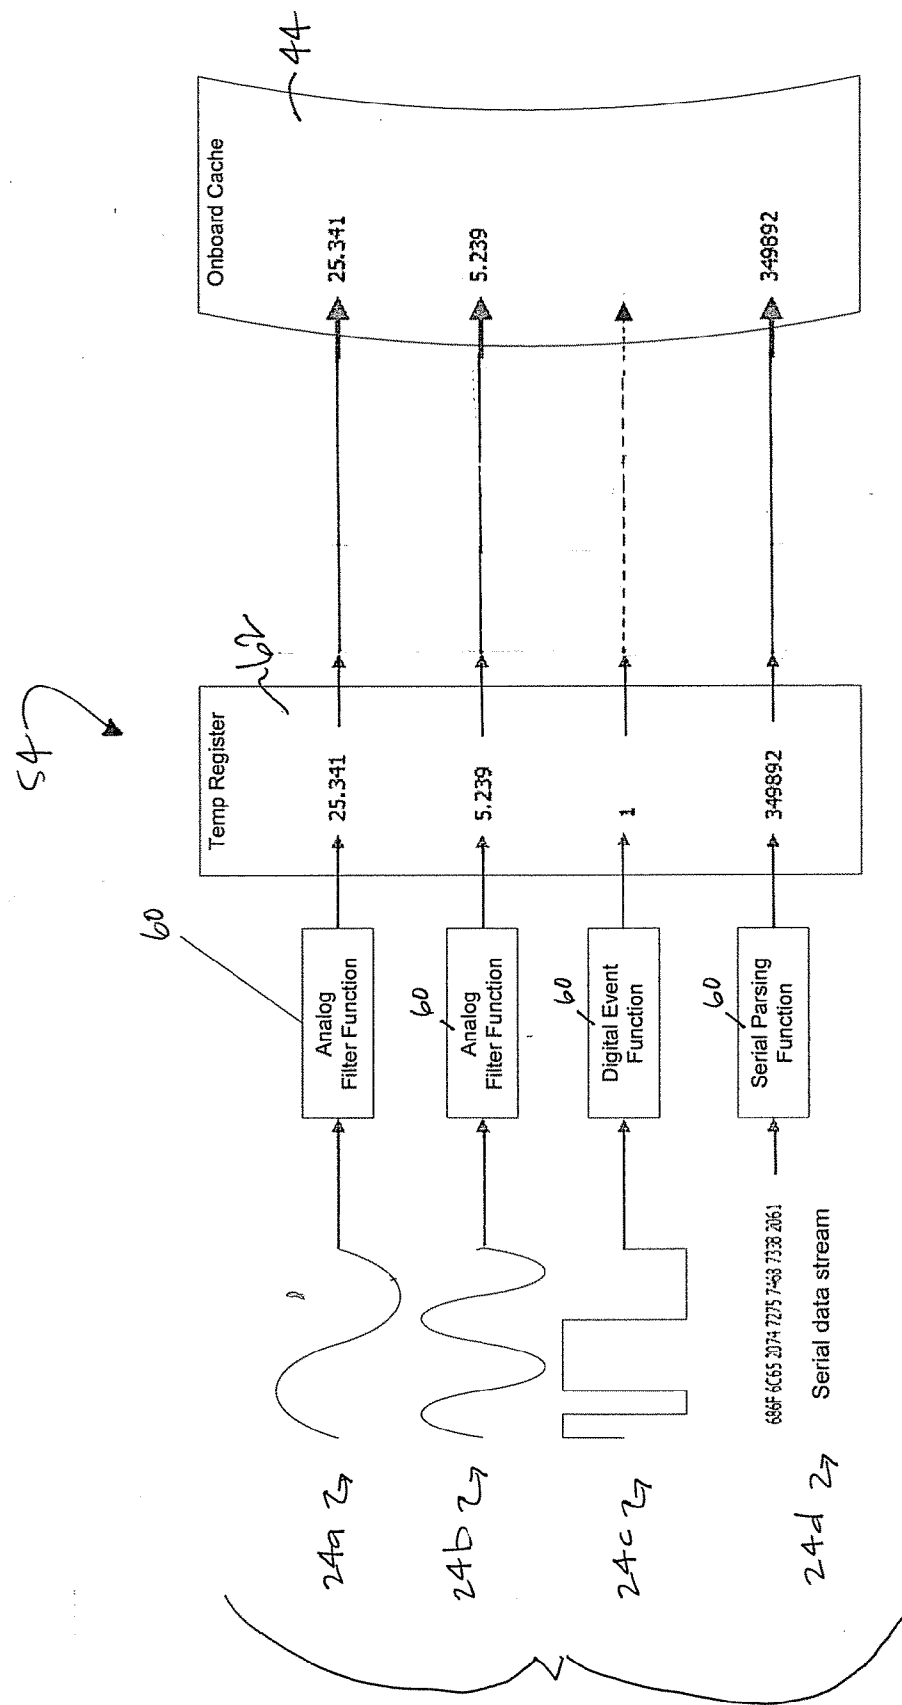 54
24a
60
Analog
Filter Function
Temp Register
62
25.341
Onboard Cache
44
25.341
24b
60
Analog
Filter Function
5.239
5.239
24c
60
Digital Event
Function
1
24d
686F 6C65 2074 7275 7468 7338 2061
Serial data stream
60
Serial Parsing
Function
349892
349892